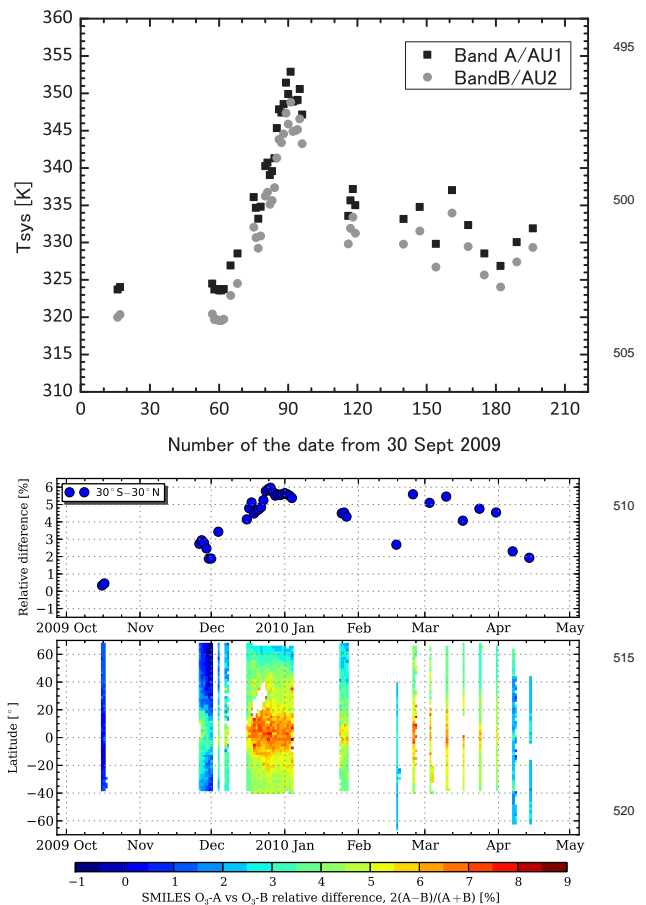 360
355
350
345
340
335
330
325
320
315
310
Tsys [K]
Band A/AU1
BandB/AU2
0 30 60 90 120 150 180 210
Number of the date from 30 Sept 2009
495
500
505
510
515
520
6
5
4
3
2
1
0
−1
Relative difference [%]
30°S−30°N
2009 Oct Nov Dec 2010 Jan Feb Mar Apr May
60
40
20
0
−20
−40
−60
Latitude [°]
2009 Oct Nov Dec 2010 Jan Feb Mar Apr May
−1 0 1 2 3 4 5 6 7 8 9
SMILES O₃-A vs O₃-B relative difference, 2(A−B)/(A+B) [%]